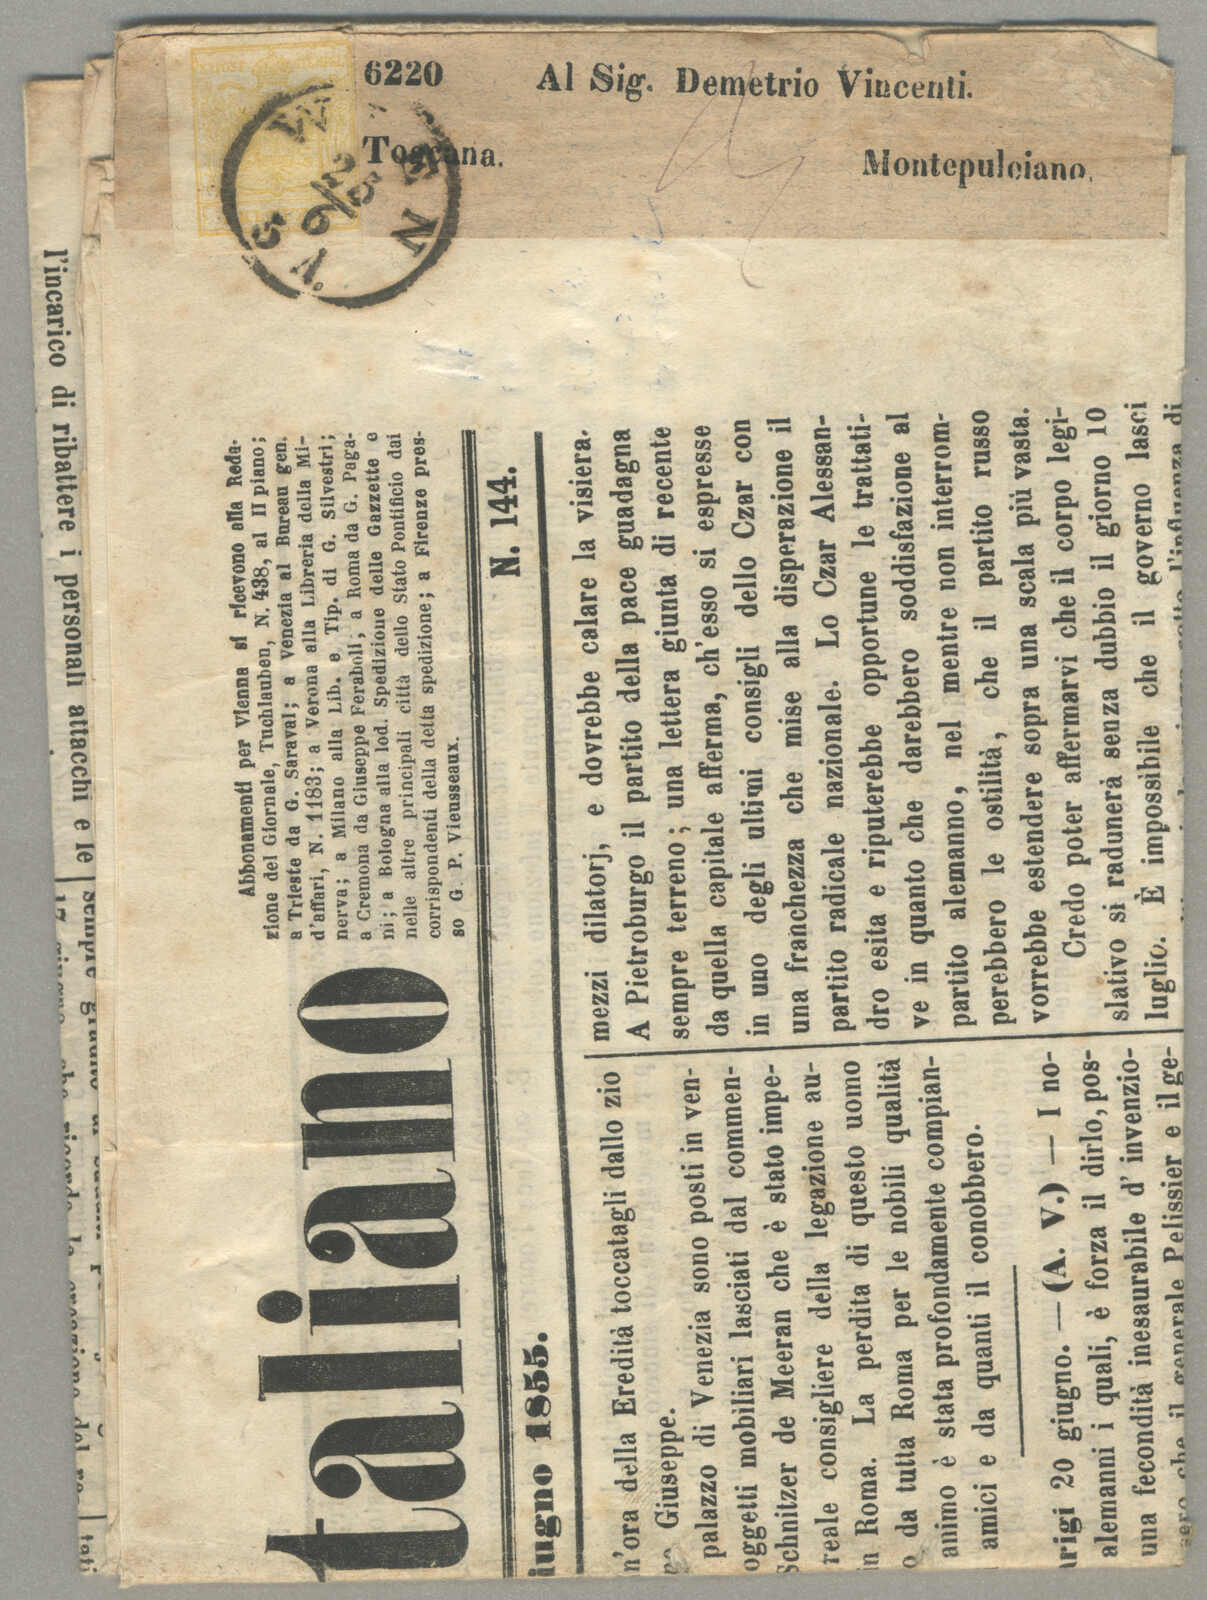 6220 Al Sig. Demetrio Vincenti.
Toscana. Montepulciano.
l'incarico di ribattere i personali attacchi e le
sempre
taliano
Abbonamenti per Vienna si ricevono alla Reda-
zione del Giornale, Tuchlauben, N. 438, al II piano;
a Trieste da G. Saraval; a Venezia al Bureau gen.
d'affari, N. 1183; a Verona alla Libreria della Mi-
nerva; a Milano alla Lib. e Tip. di G. Silvestri;
a Cremona da Giuseppe Feraboli; a Roma da G. Paga-
ni; a Bologna alla lod. Spedizione delle Gazzette e
nelle altre principali città dello Stato Pontificio dai
corrispondenti della detta spedizione; a Firenze pres-
so G. P. Vieusseaux.
iugno 1855.
N. 144.
n'ora della Eredità toccatagli dallo zio
Giuseppe.
palazzo di Venezia sono posti in ven-
oggetti mobiliari lasciati dal commen-
Schnitzer de Meeran che è stato impe-
reale consigliere della legazione au-
in Roma. La perdita di questo uomo
o da tutta Roma per le nobili qualità
animo è stata profondamente compian-
amici e da quanti il conobbero.
arigi 20 giugno. — (A. V.) — I no-
alemanni i quali, è forza il dirlo, pos-
una fecondità inesaurabile d' invenzio-
che il generale Pelissier e il ge-
mezzi dilatorj, e dovrebbe calare la visiera.
A Pietroburgo il partito della pace guadagna
sempre terreno; una lettera giunta di recente
da quella capitale afferma, ch'esso si espresse
in uno degli ultimi consigli dello Czar con
una franchezza che mise alla disperazione il
partito radicale nazionale. Lo Czar Alessan-
dro esita e riputerebbe opportune le trattati-
ve in quanto che darebbero soddisfazione al
partito alemanno, nel mentre non interrom-
perebbero le ostilità, che il partito russo
vorrebbe estendere sopra una scala più vasta.
Credo poter affermarvi che il corpo legi-
slativo si radunerà senza dubbio il giorno 10
luglio. È impossibile che il governo lasci
l'influenza di